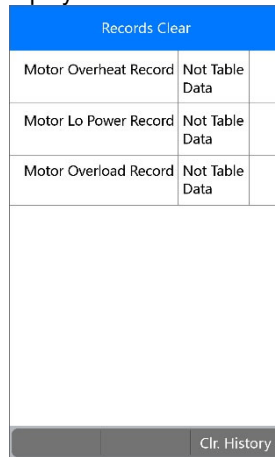 Records Clear
Motor Overheat Record Not Table
Data
Motor Lo Power Record Not Table
Data
Motor Overload Record Not Table
Data
Clr. History